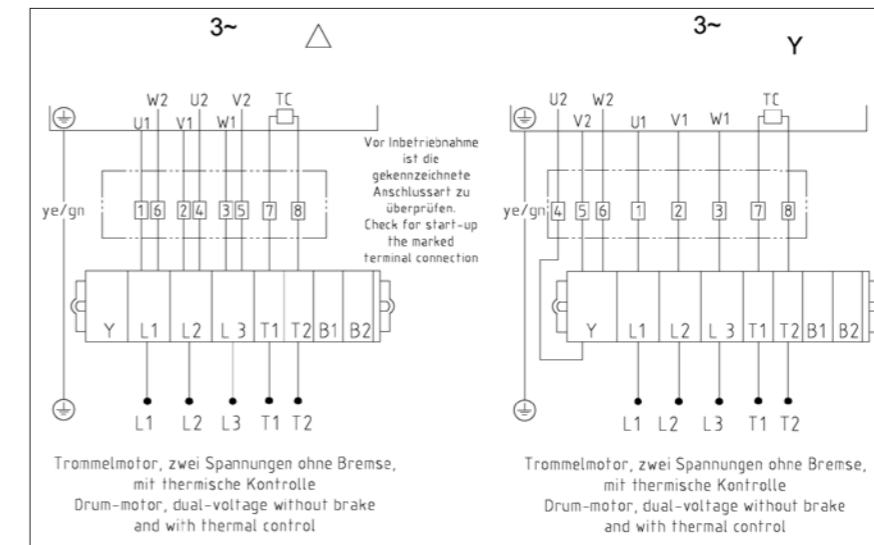 3~
W2 U2 V2 TC
U1 V1 W1
ye/gn
1 6 2 4 3 5 7 8
Y L1 L2 L 3 T1 T2 B1 B2
L1 L2 L3 T1 T2
Trommelmotor, zwei Spannungen ohne Bremse,
mit thermische Kontrolle
Drum-motor, dual-voltage without brake
and with thermal control
Vor Inbetriebnahme
ist die
gekennzeichnete
Anschlussart zu
überprüfen.
Check for start-up
the marked
terminal connection
3~
Y
U2 W2 TC
V2 U1 V1 W1
ye/gn
4 5 6 1 2 3 7 8
Y L1 L2 L 3 T1 T2 B1 B2
L1 L2 L3 T1 T2
Trommelmotor, zwei Spannungen ohne Bremse,
mit thermische Kontrolle
Drum-motor, dual-voltage without brake
and with thermal control